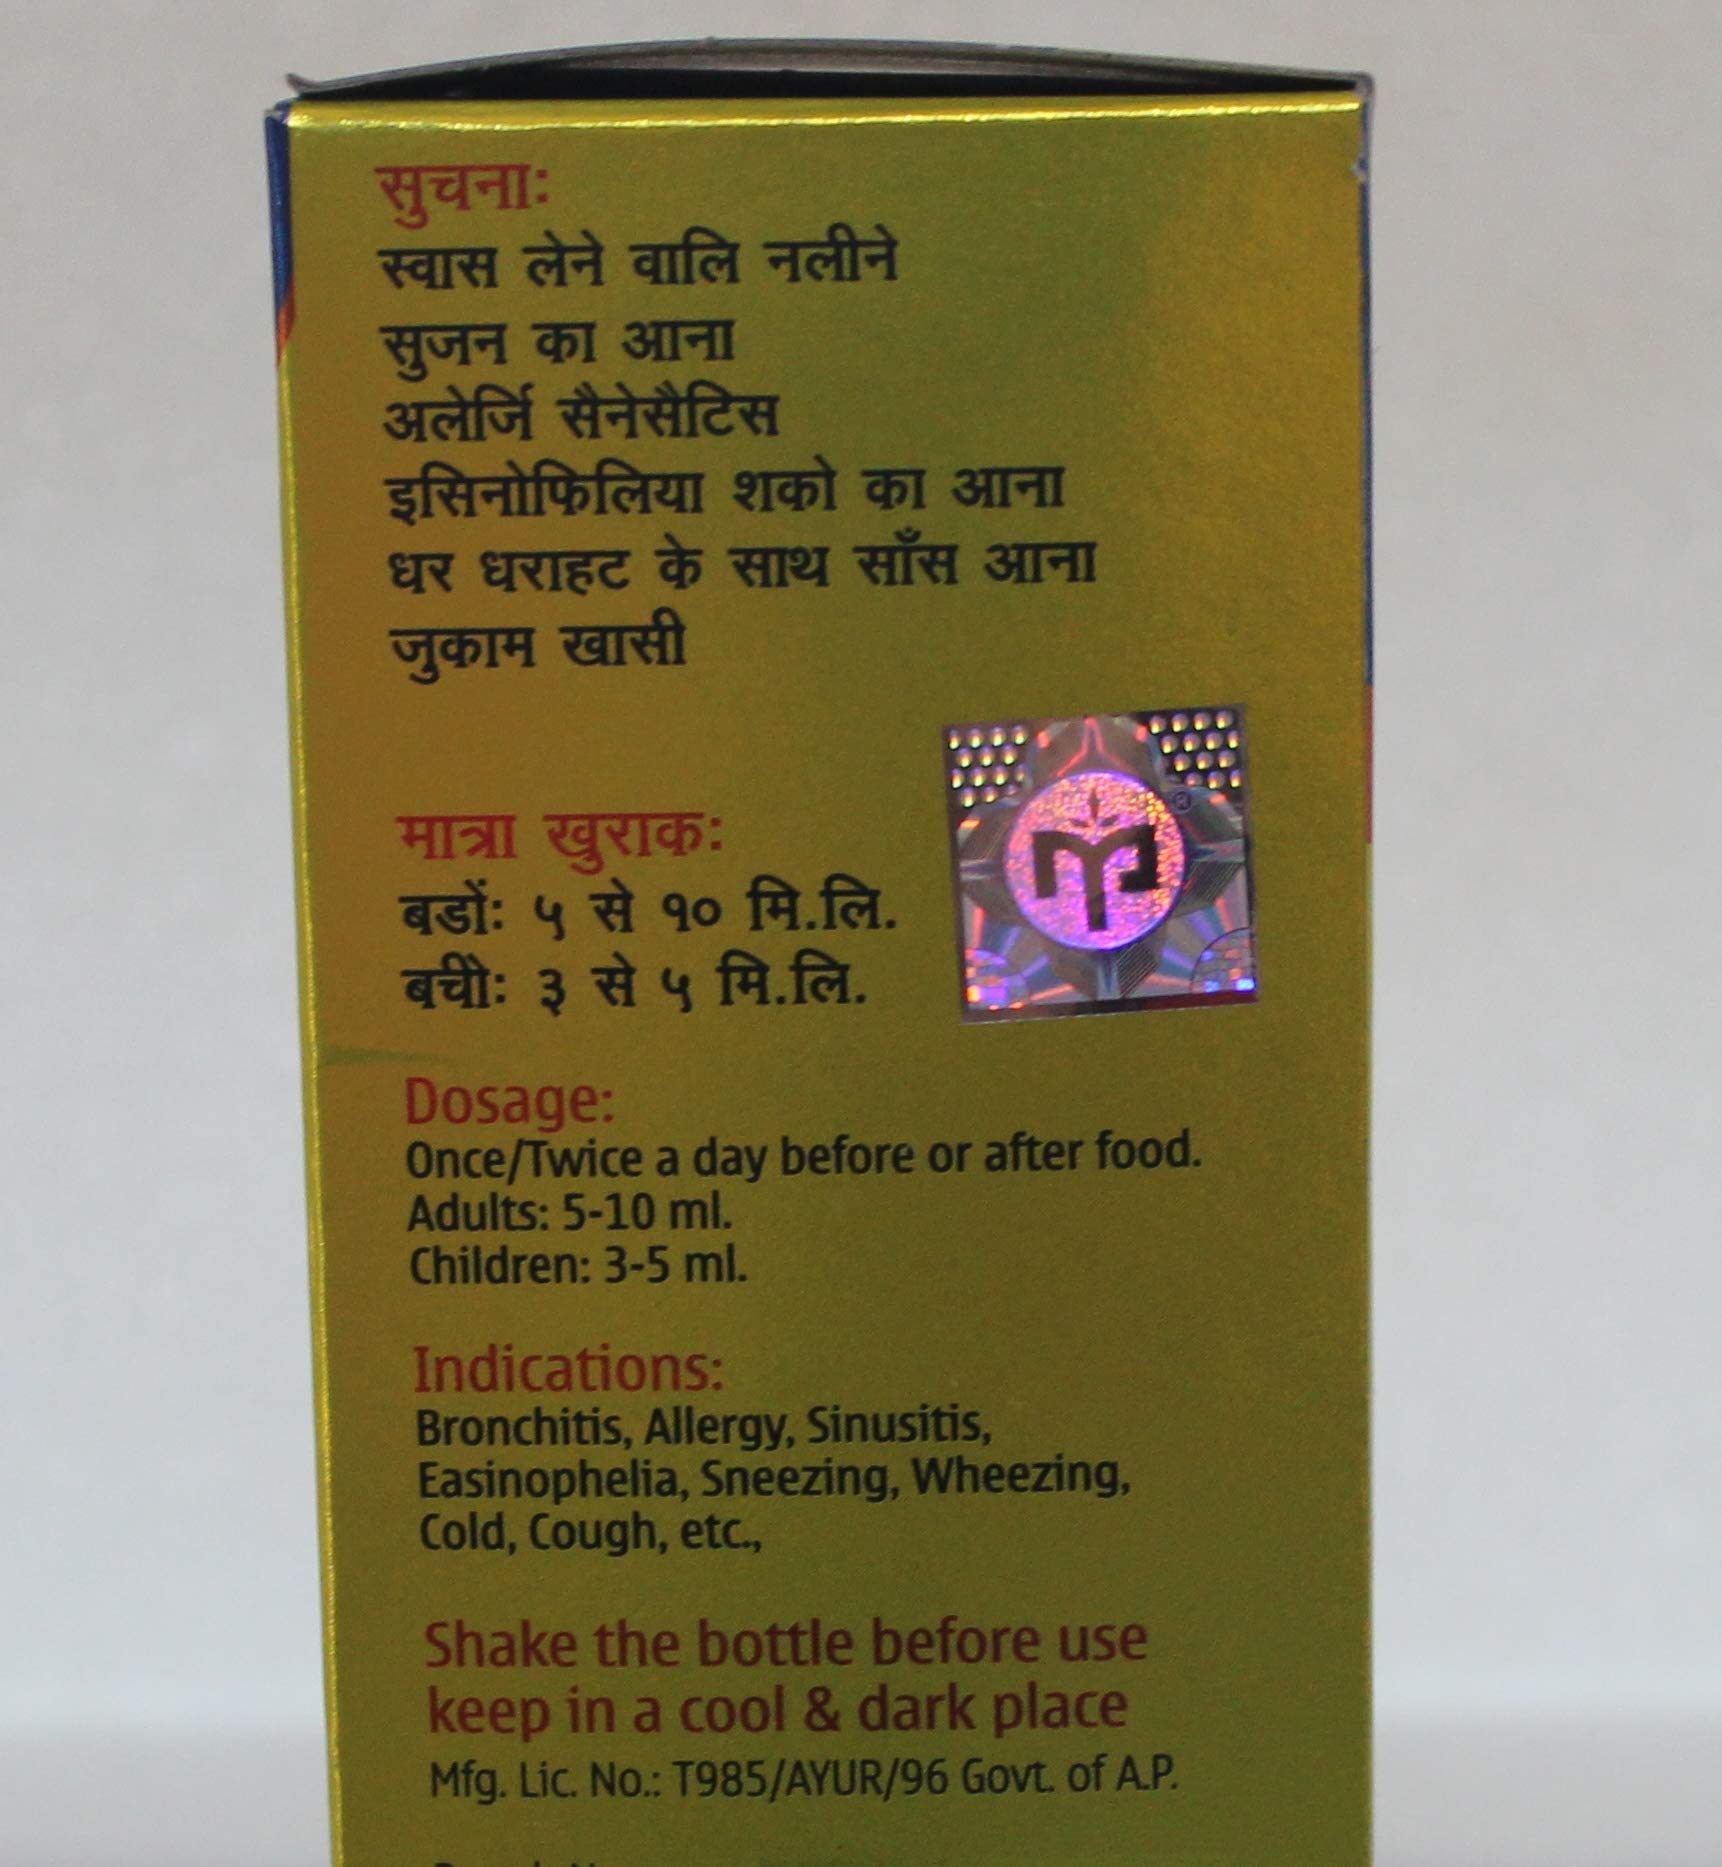 सुचनाः
स्वास लेने वालि नलीने
सुजन का आना
अलेर्जि सैनेसैटिस
इसिनोफिलिया शको का आना
धर धराहट के साथ साँस आना
जुकाम खासी
मात्रा खुराकः
बडोंः ५ से १० मि.लि.
बचीोः ३ से ५ मि.लि.
Dosage:
Once/Twice a day before or after food.
Adults: 5-10 ml.
Children: 3-5 ml.
Indications:
Bronchitis, Allergy, Sinusitis,
Easinophelia, Sneezing, Wheezing,
Cold, Cough, etc.,
Shake the bottle before use
keep in a cool & dark place
Mfg. Lic. No.: T985/AYUR/96 Govt. of A.P.